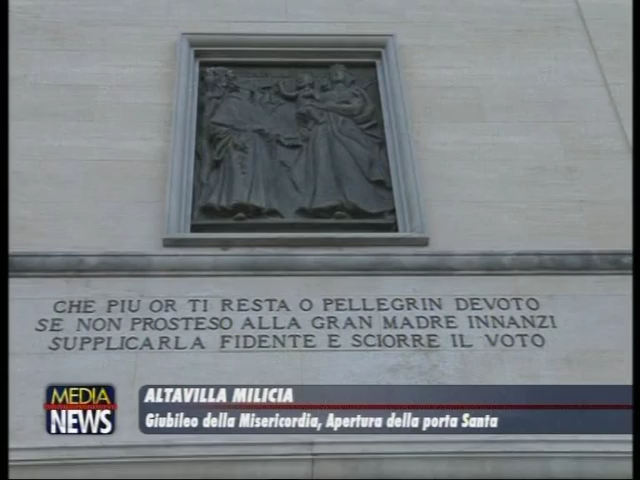 CHE PIU OR TI RESTA O PELLEGRIN DEVOTO
SE NON PROSTESO ALLA GRAN MADRE INNANZI
SUPPLICARLA FIDENTE E SCIORRE IL VOTO
MEDIA
NEWS
ALTAVILLA MILICIA
Giubileo della Misericordia, Apertura della porta Santa